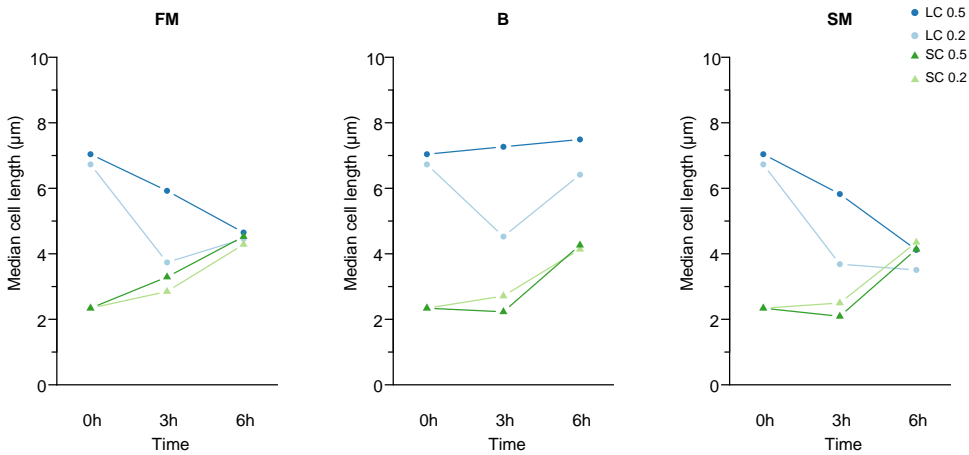 FM
B
SM
LC 0.5
LC 0.2
SC 0.5
SC 0.2
Median cell length (µm)
10
8
6
4
2
0
0h 3h 6h
Time
Median cell length (µm)
10
8
6
4
2
0
0h 3h 6h
Time
Median cell length (µm)
10
8
6
4
2
0
0h 3h 6h
Time